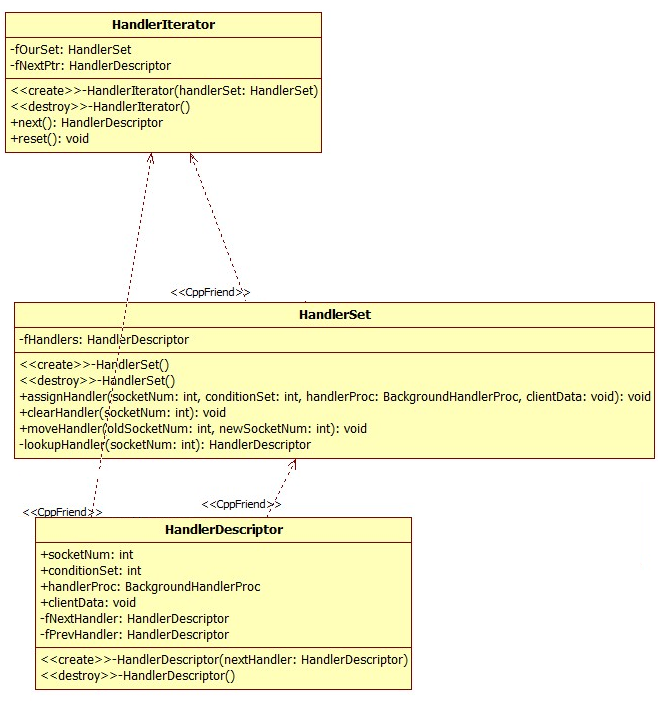 HandlerIterator
-fOurSet: HandlerSet
-fNextPtr: HandlerDescriptor
<<create>>-HandlerIterator(handlerSet: HandlerSet)
<<destroy>>-HandlerIterator()
+next(): HandlerDescriptor
+reset(): void
<<CppFriend>>
HandlerSet
-fHandlers: HandlerDescriptor
<<create>>-HandlerSet()
<<destroy>>-HandlerSet()
+assignHandler(socketNum: int, conditionSet: int, handlerProc: BackgroundHandlerProc, clientData: void): void
+clearHandler(socketNum: int): void
+moveHandler(oldSocketNum: int, newSocketNum: int): void
-lookupHandler(socketNum: int): HandlerDescriptor
<<CppFriend>>
<<CppFriend>>
HandlerDescriptor
+socketNum: int
+conditionSet: int
+handlerProc: BackgroundHandlerProc
+clientData: void
-fNextHandler: HandlerDescriptor
-fPrevHandler: HandlerDescriptor
<<create>>-HandlerDescriptor(nextHandler: HandlerDescriptor)
<<destroy>>-HandlerDescriptor()